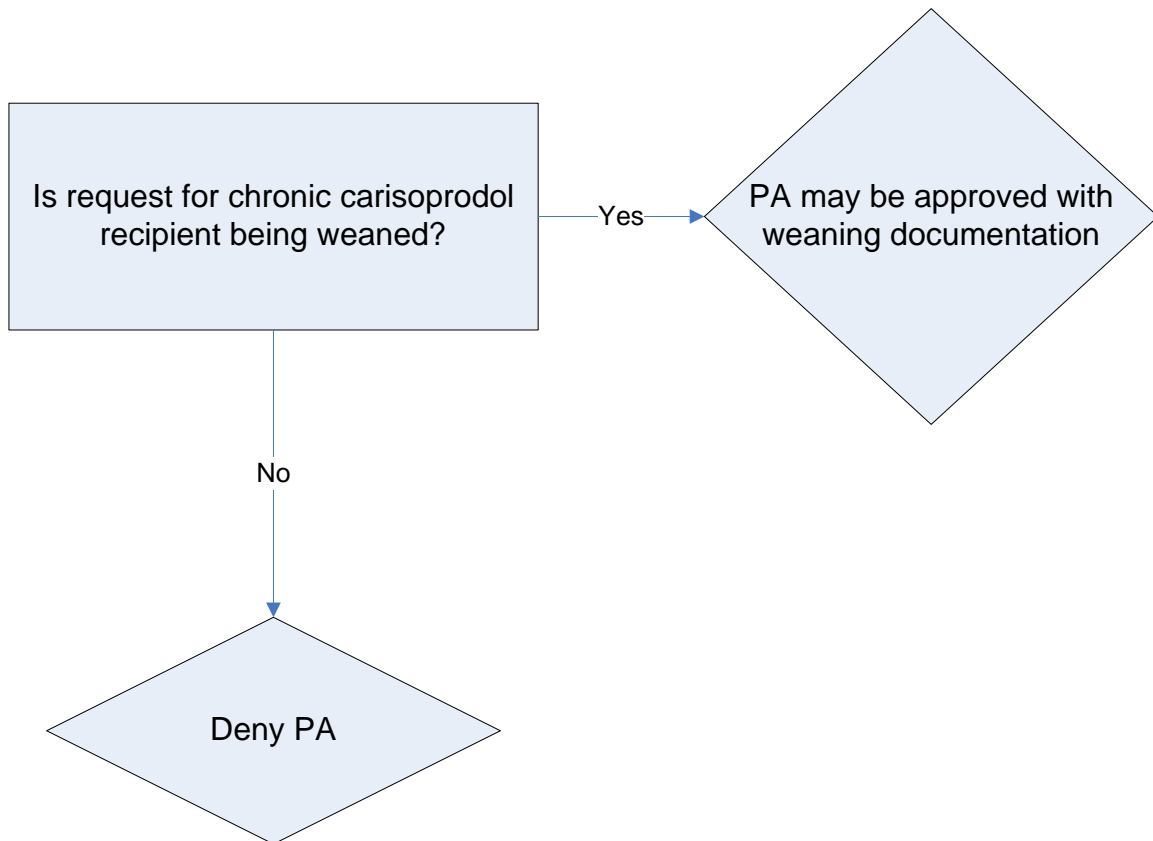 Is request for chronic carisoprodol
recipient being weaned?
Yes
PA may be approved with
weaning documentation
No
Deny PA